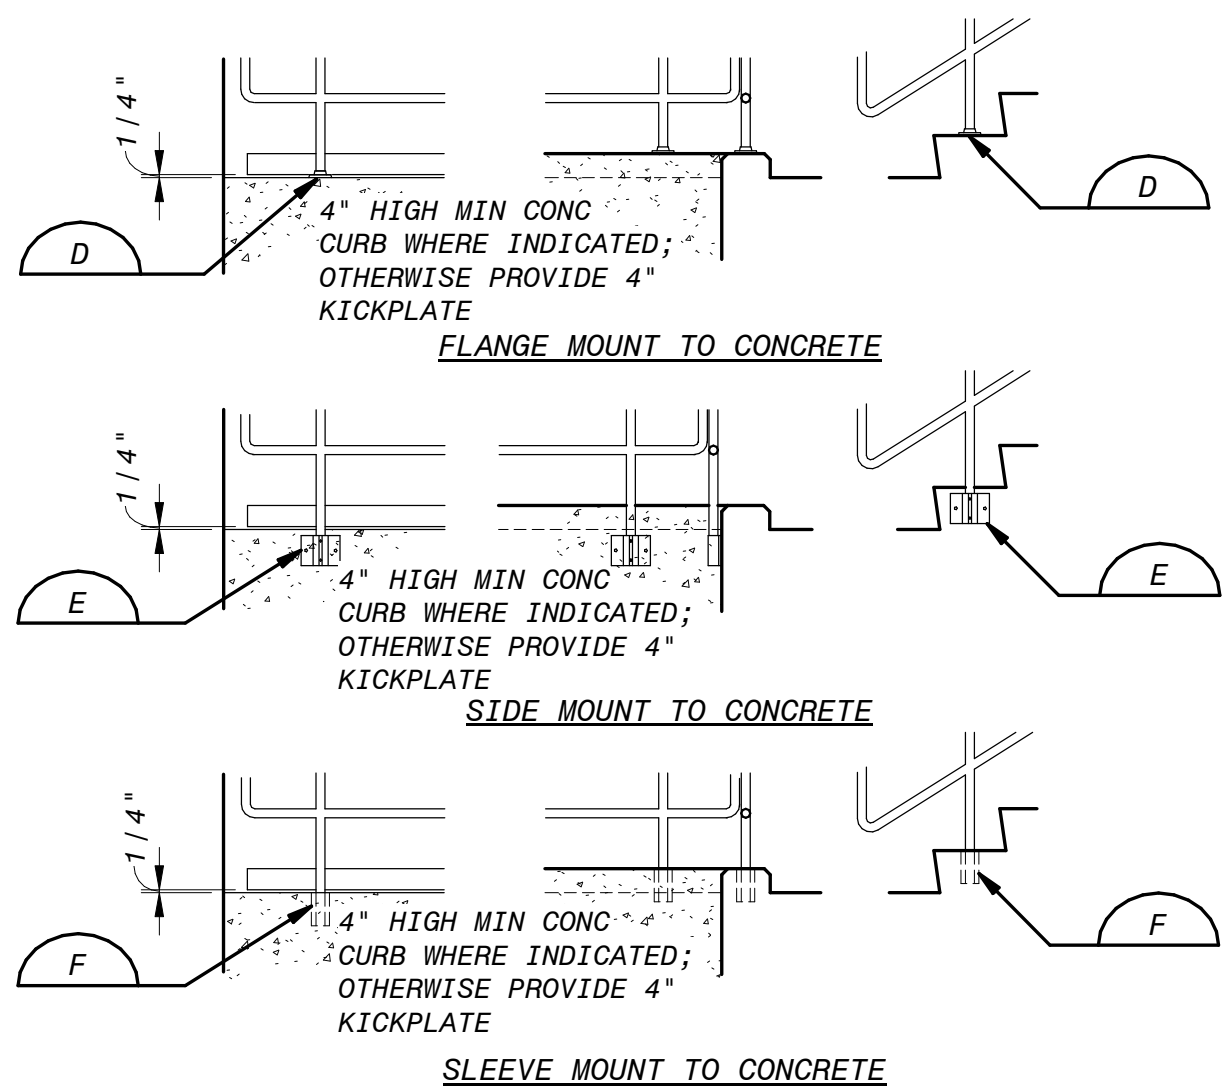 1/4"
D
D
4" HIGH MIN CONC
CURB WHERE INDICATED;
OTHERWISE PROVIDE 4"
KICKPLATE
FLANGE MOUNT TO CONCRETE
1/4"
E
E
4" HIGH MIN CONC
CURB WHERE INDICATED;
OTHERWISE PROVIDE 4"
KICKPLATE
SIDE MOUNT TO CONCRETE
1/4"
F
F
4" HIGH MIN CONC
CURB WHERE INDICATED;
OTHERWISE PROVIDE 4"
KICKPLATE
SLEEVE MOUNT TO CONCRETE